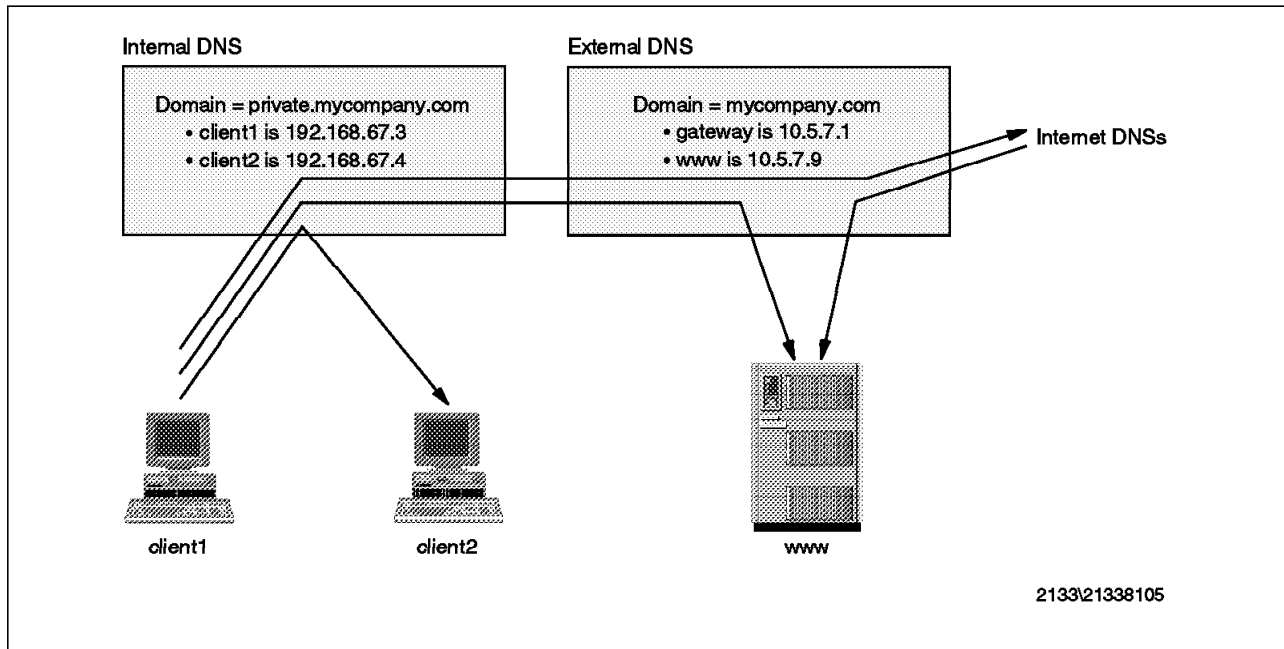 Internal DNS
External DNS
Domain = private.mycompany.com
• client1 is 192.168.67.3
• client2 is 192.168.67.4
Domain = mycompany.com
• gateway is 10.5.7.1
• www is 10.5.7.9
Internet DNSs
client1
client2
www
2133\21338105